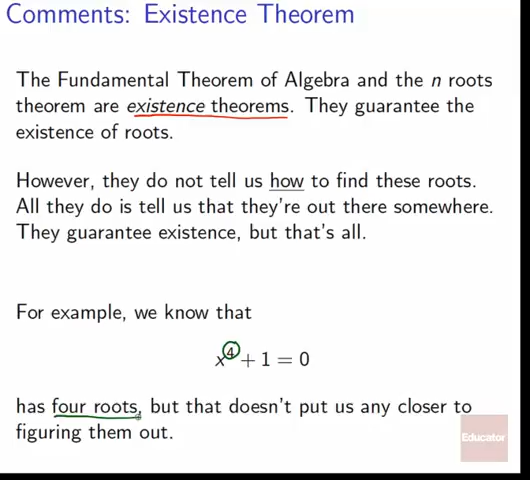 Comments: Existence Theorem
The Fundamental Theorem of Algebra and the n roots
theorem are existence theorems. They guarantee the
existence of roots.
However, they do not tell us how to find these roots.
All they do is tell us that they're out there somewhere.
They guarantee existence, but that's all.
For example, we know that
x⁴ + 1 = 0
has four roots, but that doesn't put us any closer to
figuring them out.
Educator